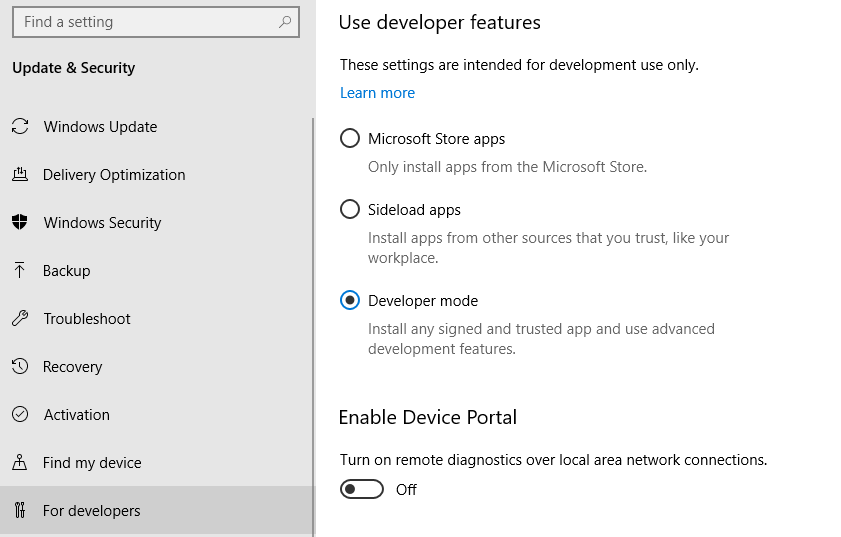 Find a setting
Update & Security
Windows Update
Delivery Optimization
Windows Security
Backup
Troubleshoot
Recovery
Activation
Find my device
For developers
Use developer features
These settings are intended for development use only.
Learn more
Microsoft Store apps
Only install apps from the Microsoft Store.
Sideload apps
Install apps from other sources that you trust, like your
workplace.
Developer mode
Install any signed and trusted app and use advanced
development features.
Enable Device Portal
Turn on remote diagnostics over local area network connections.
Off